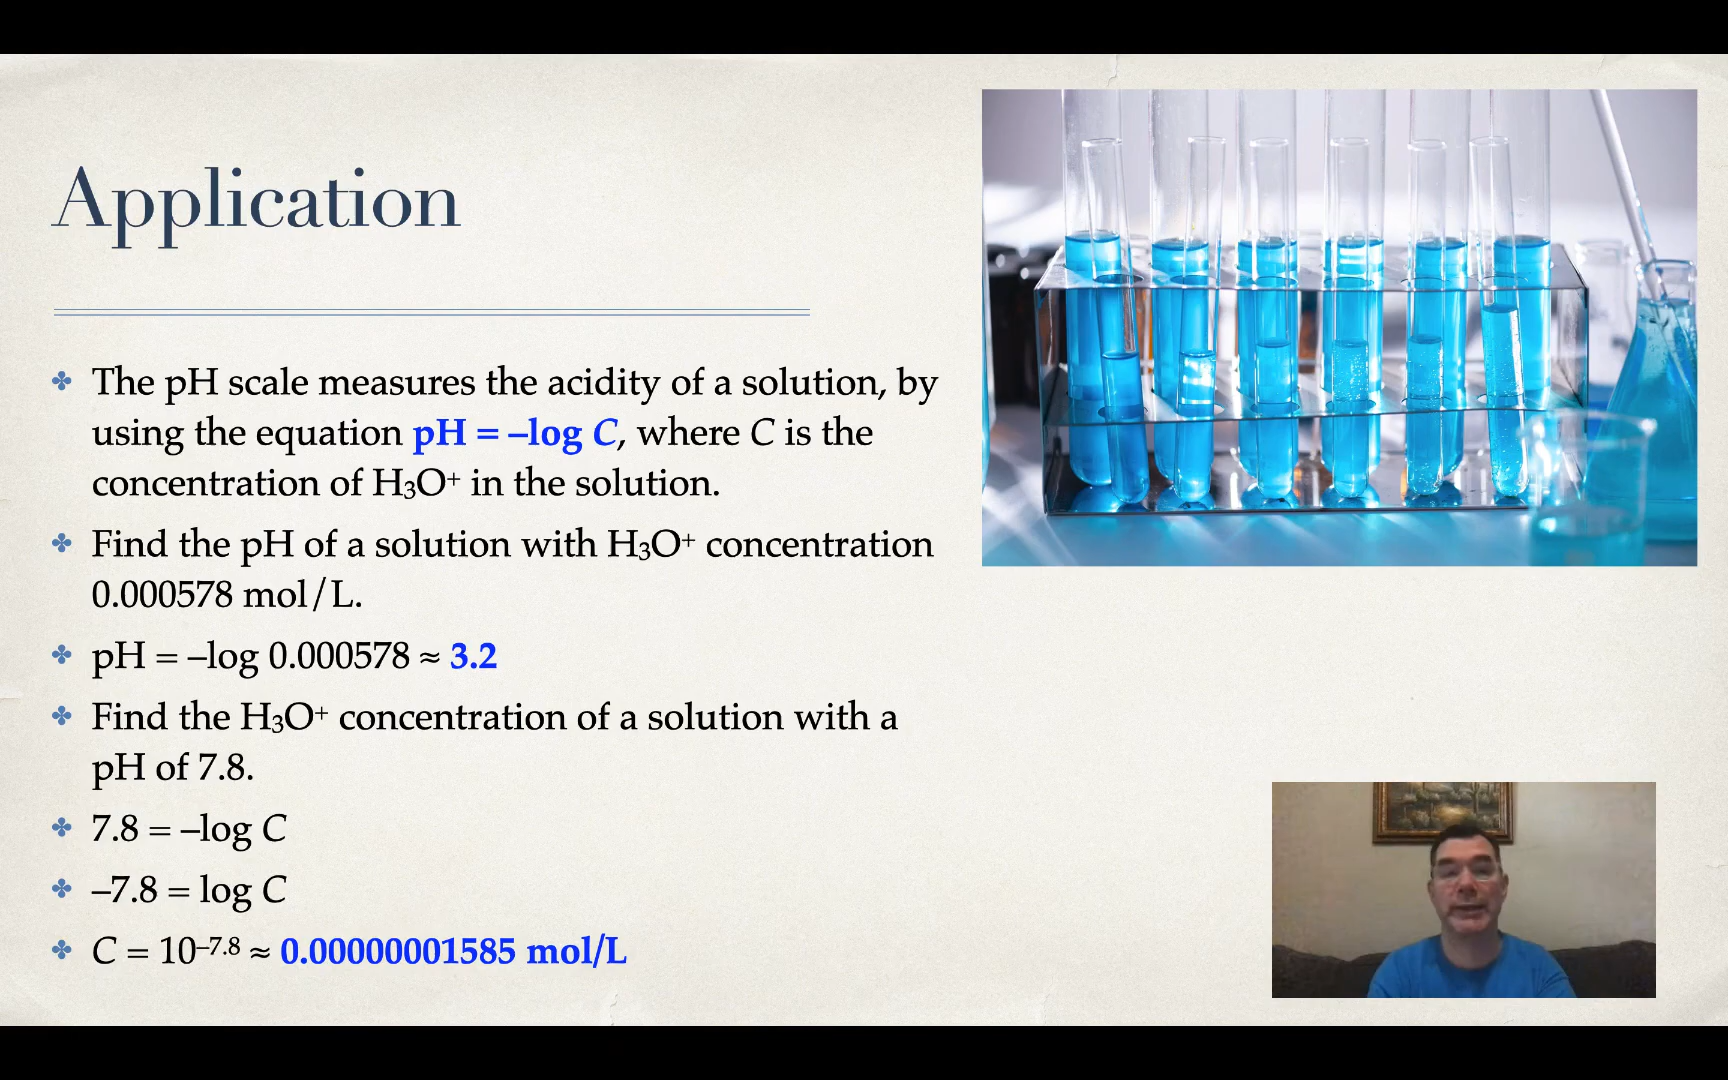 Application
The pH scale measures the acidity of a solution, by
using the equation pH = –log C, where C is the
concentration of H₃O⁺ in the solution.
Find the pH of a solution with H₃O⁺ concentration
0.000578 mol/L.
pH = –log 0.000578 ≈ 3.2
Find the H₃O⁺ concentration of a solution with a
pH of 7.8.
7.8 = –log C
–7.8 = log C
C = 10⁻⁷·⁸ ≈ 0.00000001585 mol/L